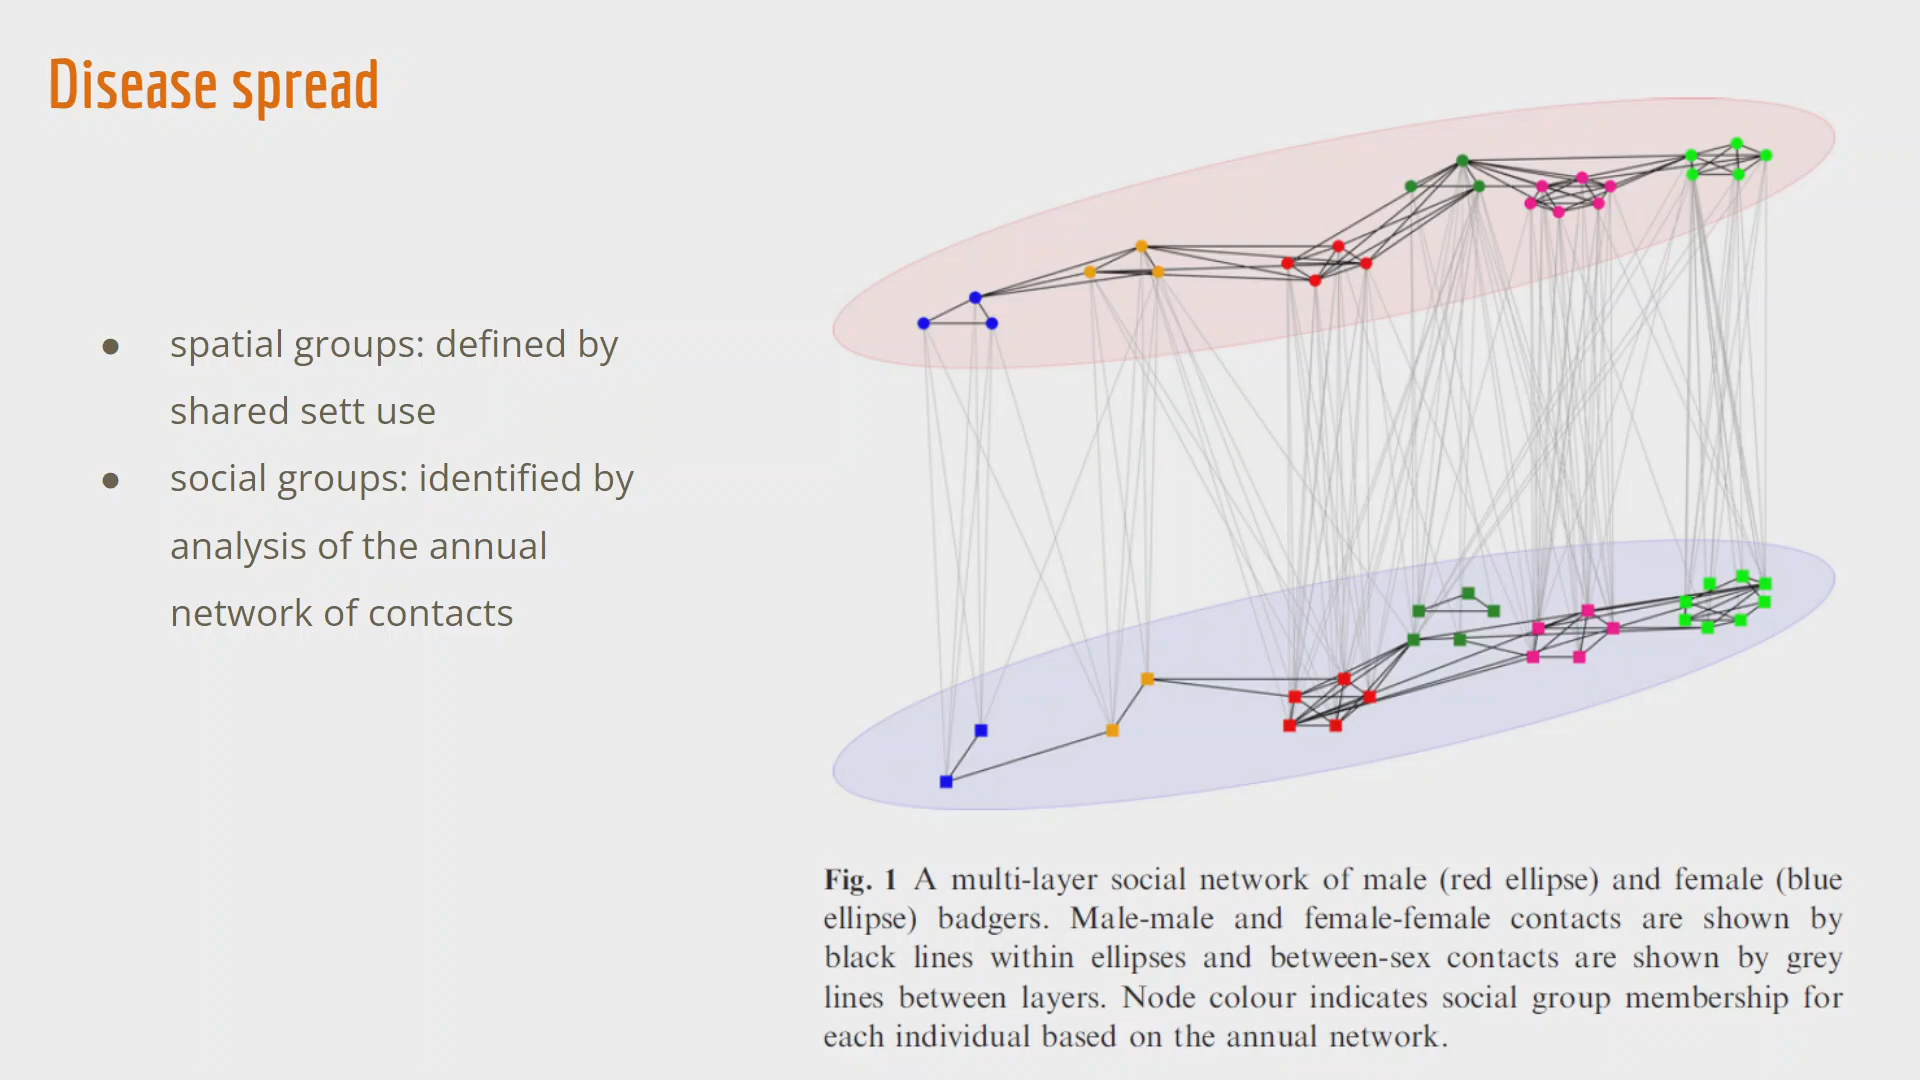 Disease spread
● spatial groups: defined by
shared sett use
● social groups: identified by
analysis of the annual
network of contacts
Fig. 1 A multi-layer social network of male (red ellipse) and female (blue
ellipse) badgers. Male-male and female-female contacts are shown by
black lines within ellipses and between-sex contacts are shown by grey
lines between layers. Node colour indicates social group membership for
each individual based on the annual network.